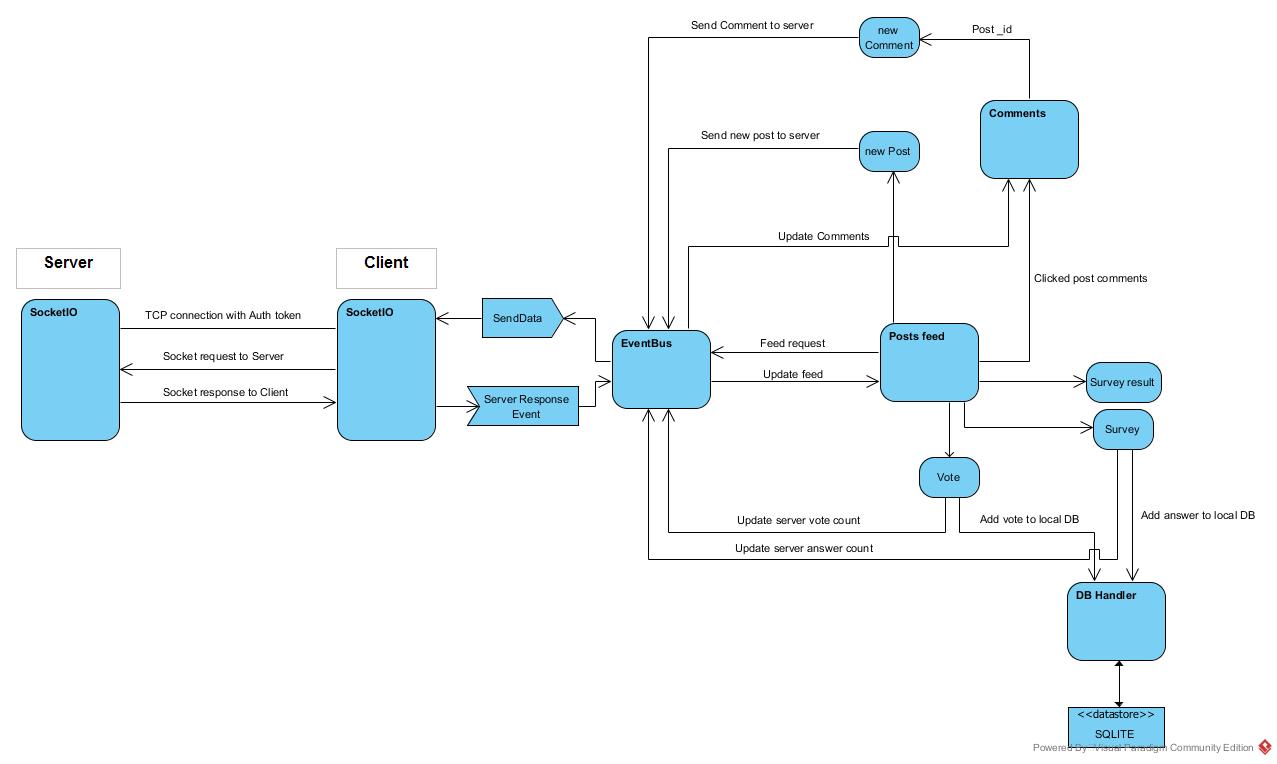 Send Comment to server
new
Comment
Post _id
Comments
Send new post to server
new Post
Update Comments
Server
Client
Clicked post comments
SocketIO
TCP connection with Auth token
Socket request to Server
Socket response to Client
SocketIO
SendData
Server Response
Event
EventBus
Feed request
Update feed
Posts feed
Survey result
Survey
Vote
Update server vote count
Add vote to local DB
Add answer to local DB
Update server answer count
DB Handler
<<datastore>>
SQLITE
Powered By Visual Paradigm Community Edition